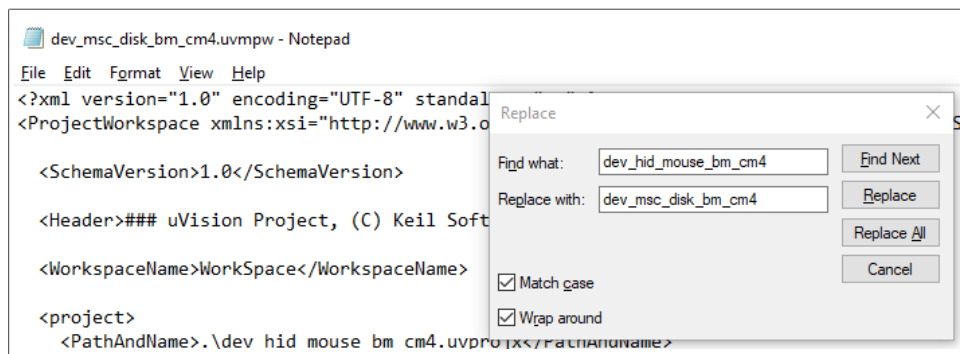 dev_msc_disk_bm_cm4.uvmpw - Notepad
File Edit Format View Help
<?xml version="1.0" encoding="UTF-8" standal
<ProjectWorkspace xmlns:xsi="http://www.w3.o
<SchemaVersion>1.0</SchemaVersion>
<Header>### uVision Project, (C) Keil Soft
<WorkspaceName>WorkSpace</WorkspaceName>
<project>
<PathAndName>.\dev_hid_mouse_bm_cm4.uvprojx</PathAndName>
Replace
Find what: dev_hid_mouse_bm_cm4 Find Next
Replace with: dev_msc_disk_bm_cm4 Replace
Replace All
Cancel
Match case
Wrap around